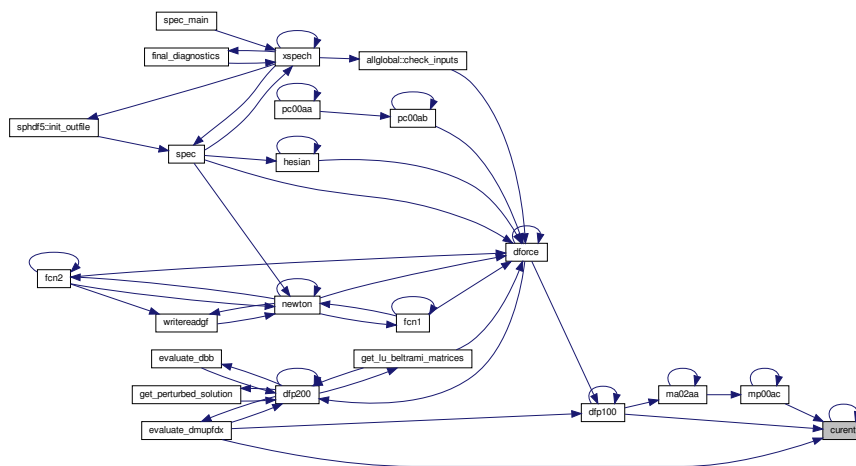 spec_main
final_diagnostics
xspech
allglobal::check_inputs
pc00aa
pc00ab
sphdf5::init_outfile
spec
hesian
dforce
fcn2
newton
writereadgf
fcn1
evaluate_dbb
get_lu_beltrami_matrices
get_perturbed_solution
dfp200
ma02aa
mp00ac
dfp100
evaluate_dmupfdx
curent